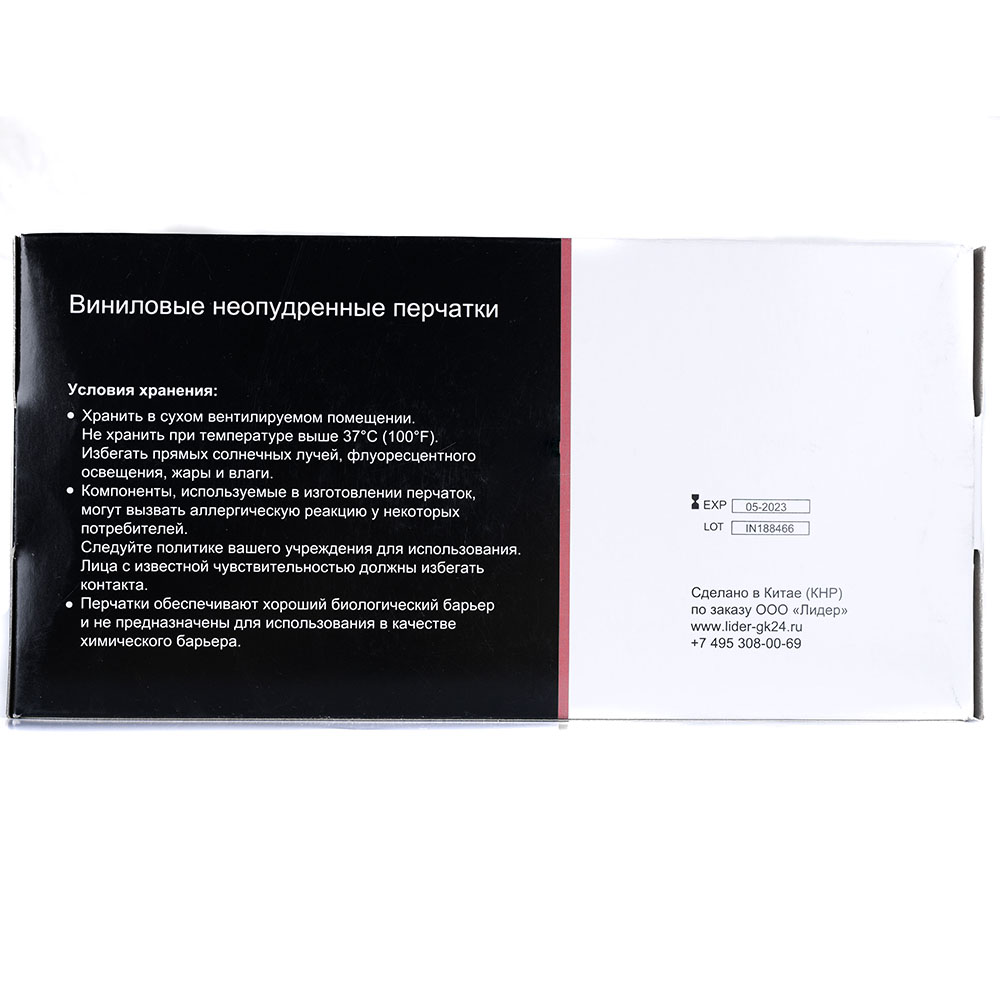 Виниловые неопудренные перчатки
Условия хранения:
• Хранить в сухом вентилируемом помещении.
Не хранить при температуре выше 37°C (100°F).
Избегать прямых солнечных лучей, флуоресцентного
освещения, жары и влаги.
• Компоненты, используемые в изготовлении перчаток,
могут вызвать аллергическую реакцию у некоторых
потребителей.
Следуйте политике вашего учреждения для использования.
Лица с известной чувствительностью должны избегать
контакта.
• Перчатки обеспечивают хороший биологический барьер
и не предназначены для использования в качестве
химического барьера.
EXP 05-2023
LOT IN188466
Сделано в Китае (КНР)
по заказу ООО «Лидер»
www.lider-gk24.ru
+7 495 308-00-69